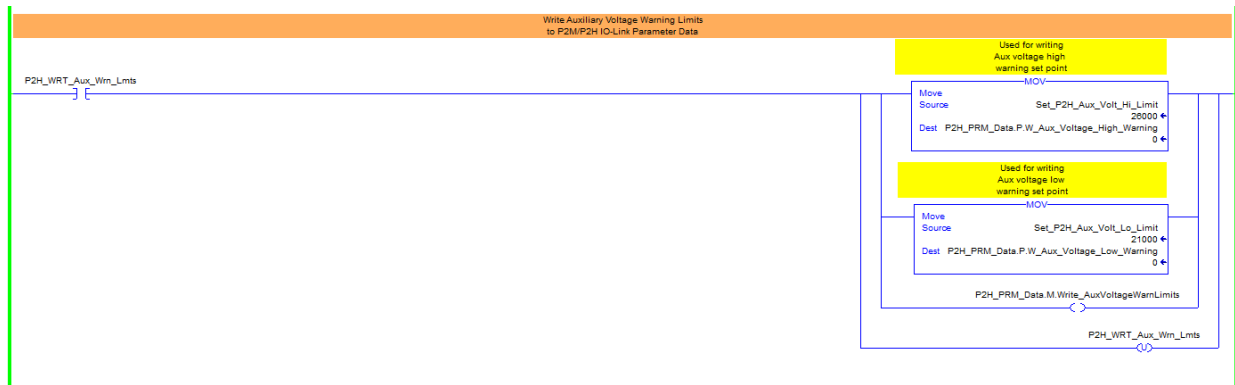 Write Auxiliary Voltage Warning Limits
to P2M/P2H IO-Link Parameter Data
Used for writing
Aux voltage high
warning set point
P2H_WRT_Aux_Wrn_Lmts
MOV
Move
Source Set_P2H_Aux_Volt_Hi_Limit
26000
Dest P2H_PRM_Data.P.W_Aux_Voltage_High_Warning
0
Used for writing
Aux voltage low
warning set point
MOV
Move
Source Set_P2H_Aux_Volt_Lo_Limit
21000
Dest P2H_PRM_Data.P.W_Aux_Voltage_Low_Warning
0
P2H_PRM_Data.M.Write_AuxVoltageWarnLimits
P2H_WRT_Aux_Wrn_Lmts
U